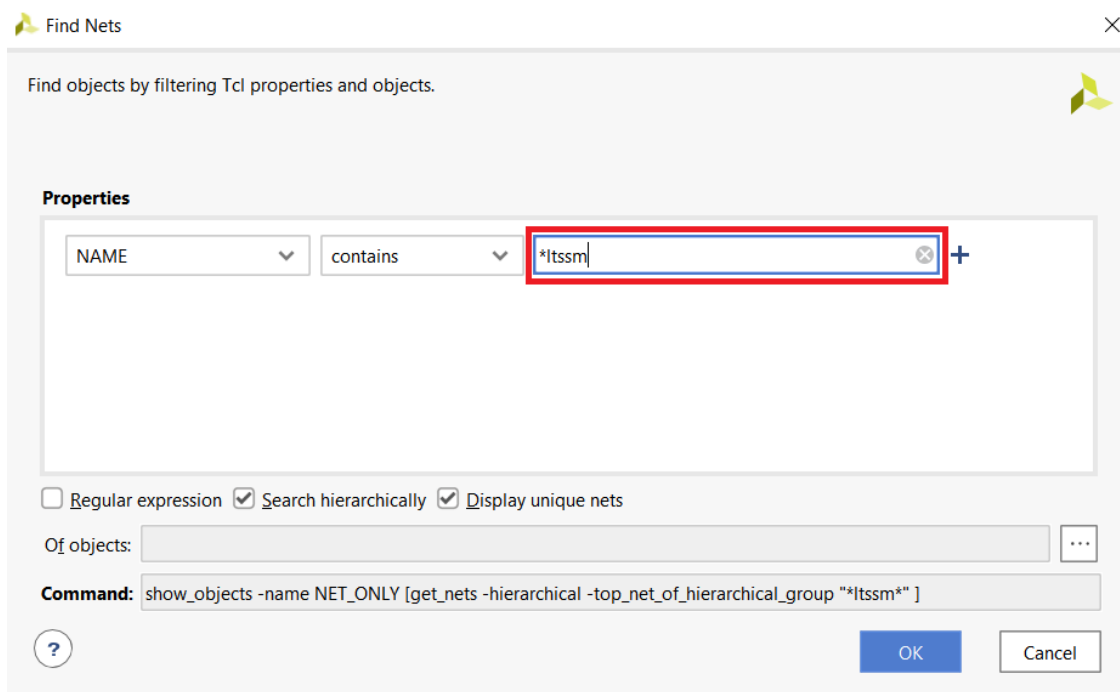 Find Nets
Find objects by filtering Tcl properties and objects.
Properties
NAME contains *ltssm
Regular expression Search hierarchically Display unique nets
Of objects: ...
Command: show_objects -name NET_ONLY [get_nets -hierarchical -top_net_of_hierarchical_group "*ltssm*" ]
? OK Cancel